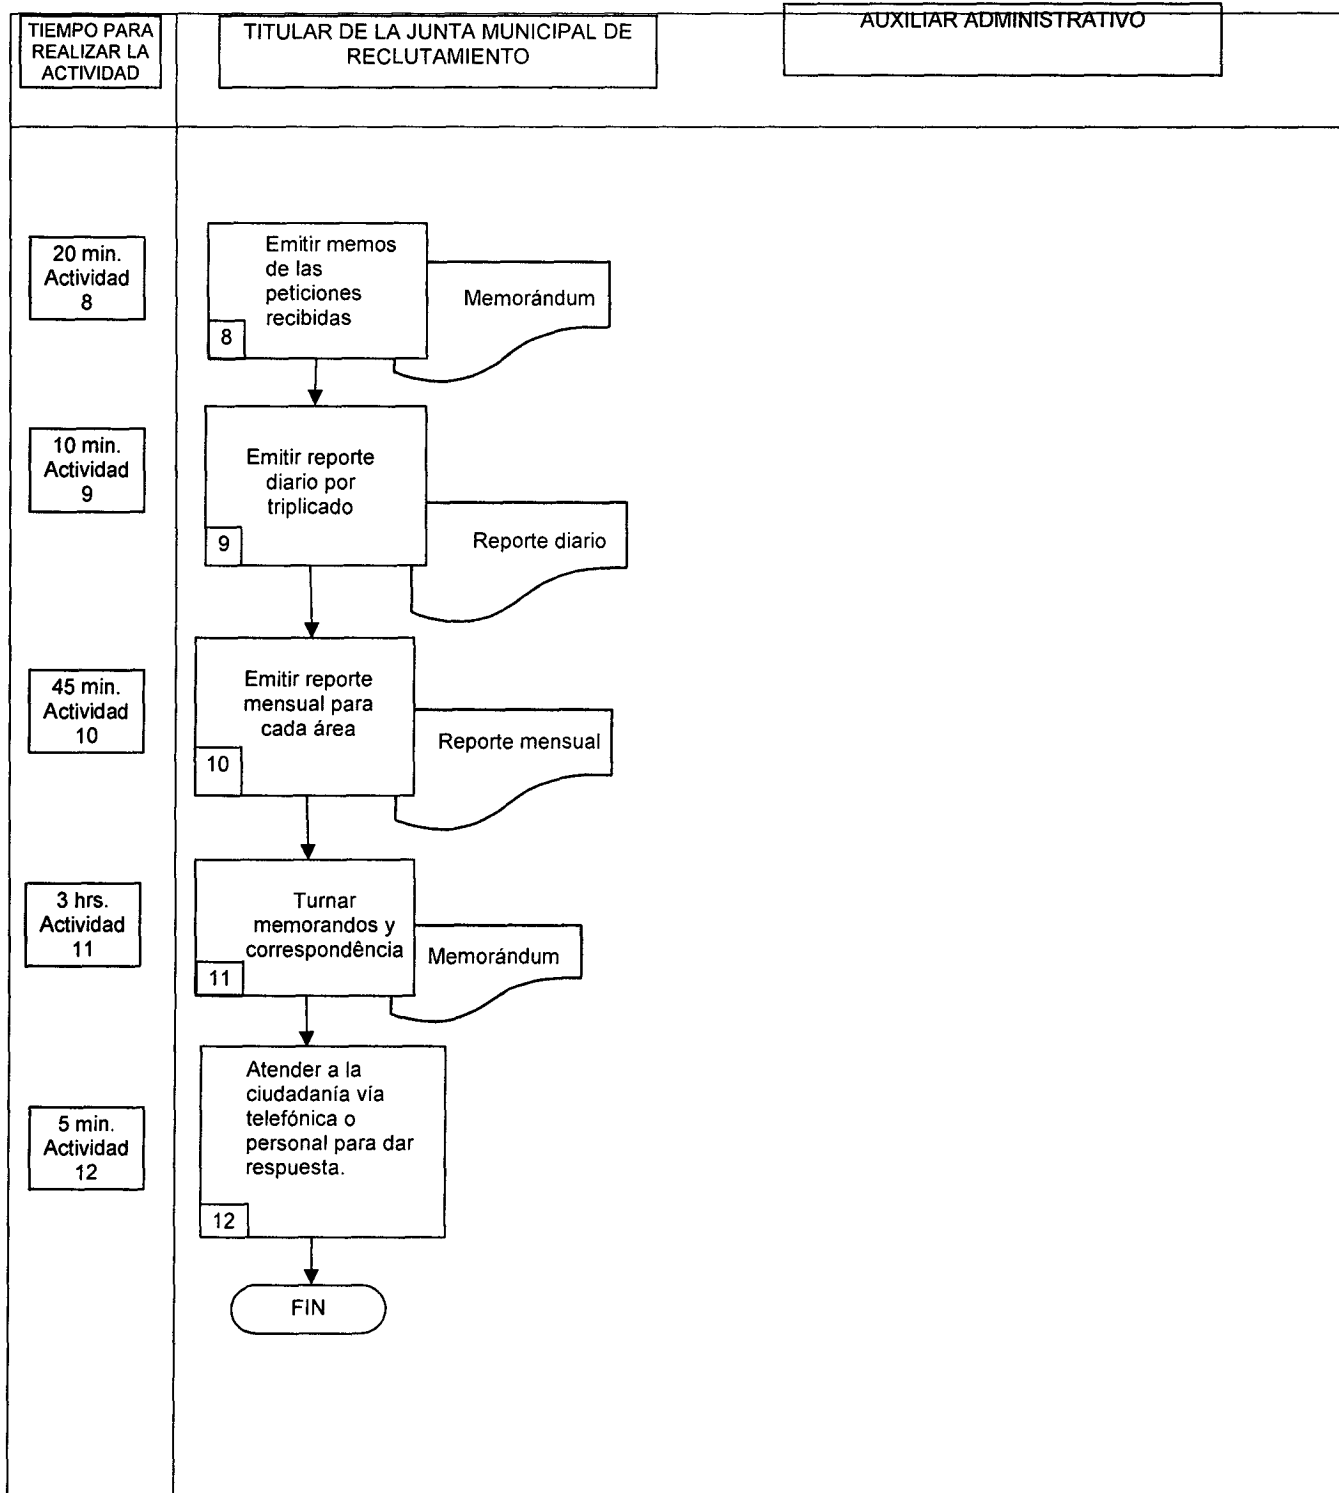 TIEMPO PARA
REALIZAR LA
ACTIVIDAD
TITULAR DE LA JUNTA MUNICIPAL DE
RECLUTAMIENTO
AUXILIAR ADMINISTRATIVO
20 min.
Actividad
8
Emitir memos
de las
peticiones
recibidas
8
Memorándum
10 min.
Actividad
9
Emitir reporte
diario por
triplicado
9
Reporte diario
45 min.
Actividad
10
Emitir reporte
mensual para
cada área
10
Reporte mensual
3 hrs.
Actividad
11
Turnar
memorandos y
correspondência
11
Memorándum
5 min.
Actividad
12
Atender a la
ciudadanía vía
telefónica o
personal para dar
respuesta.
12
FIN